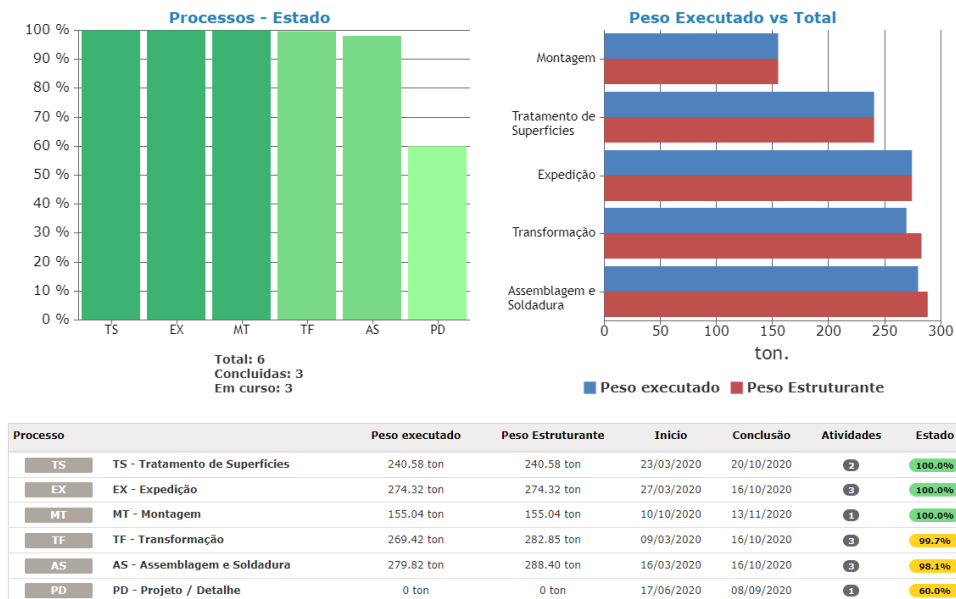 Processos - Estado
100 %
90 %
80 %
70 %
60 %
50 %
40 %
30 %
20 %
10 %
0 %
TS EX MT TF AS PD
Total: 6
Concluidas: 3
Em curso: 3
Peso Executado vs Total
Montagem
Tratamento de
Superficies
Expedição
Transformação
Assemblagem e
Soldadura
0 50 100 150 200 250 300
ton.
Peso executado Peso Estruturante
Processo Peso executado Peso Estruturante Inicio Conclusão Atividades Estado
TS TS - Tratamento de Superficies 240.58 ton 240.58 ton 23/03/2020 20/10/2020 2 100.0%
EX EX - Expedição 274.32 ton 274.32 ton 27/03/2020 16/10/2020 3 100.0%
MT MT - Montagem 155.04 ton 155.04 ton 10/10/2020 13/11/2020 1 100.0%
TF TF - Transformação 269.42 ton 282.85 ton 09/03/2020 16/10/2020 3 99.7%
AS AS - Assemblagem e Soldadura 279.82 ton 288.40 ton 16/03/2020 16/10/2020 3 98.1%
PD PD - Projeto / Detalhe 0 ton 0 ton 17/06/2020 08/09/2020 1 60.0%